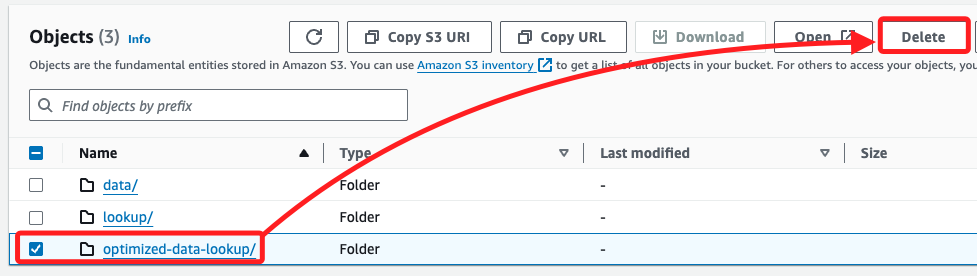 Objects (3) Info
Copy S3 URI Copy URL Download Open Delete
Objects are the fundamental entities stored in Amazon S3. You can use Amazon S3 inventory to get a list of all objects in your bucket. For others to access your objects, you
Find objects by prefix
Name Type Last modified Size
data/ Folder -
lookup/ Folder -
optimized-data-lookup/ Folder -